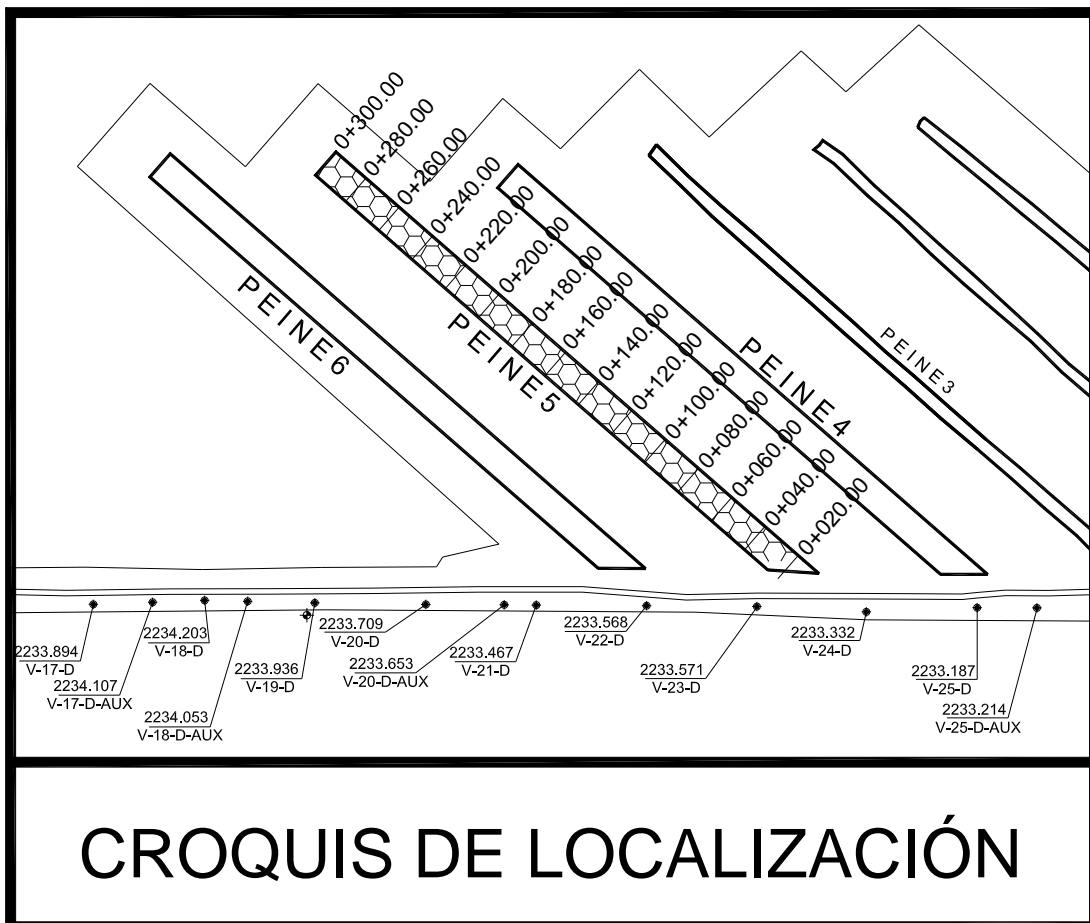 0+300.00
0+280.00
0+260.00
0+240.00
0+220.00
0+200.00
0+180.00
0+160.00
0+140.00
0+120.00
0+100.00
0+080.00
0+060.00
0+040.00
0+020.00
PEINE6
PEINE5
PEINE4
PEINE3
2233.894
V-17-D
2234.107
V-17-D-AUX
2234.203
V-18-D
2234.053
V-18-D-AUX
2233.936
V-19-D
2233.709
V-20-D
2233.653
V-20-D-AUX
2233.467
V-21-D
2233.568
V-22-D
2233.571
V-23-D
2233.332
V-24-D
2233.187
V-25-D
2233.214
V-25-D-AUX
CROQUIS DE LOCALIZACIÓN